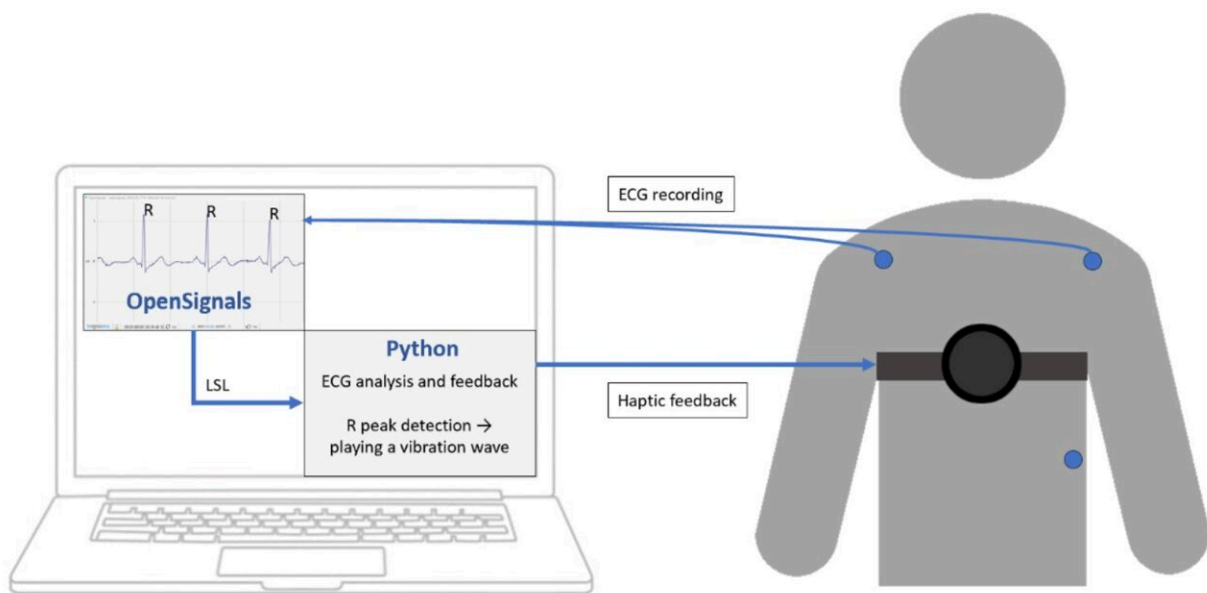 ECG recording
R R R
OpenSignals
Python
ECG analysis and feedback
LSL
R peak detection →
playing a vibration wave
Haptic feedback